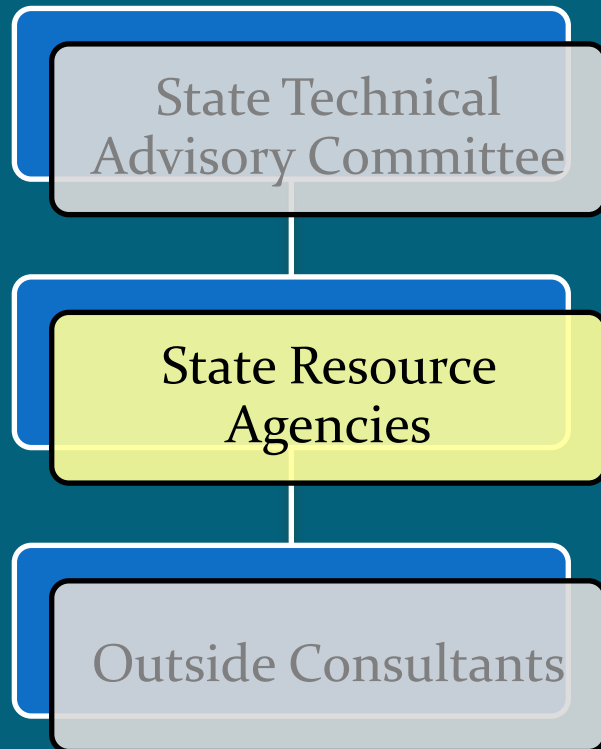 State Technical
Advisory Committee
State Resource
Agencies
Outside Consultants